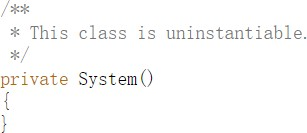 /**
 * This class is uninstantiable.
 */
private System()
{
}